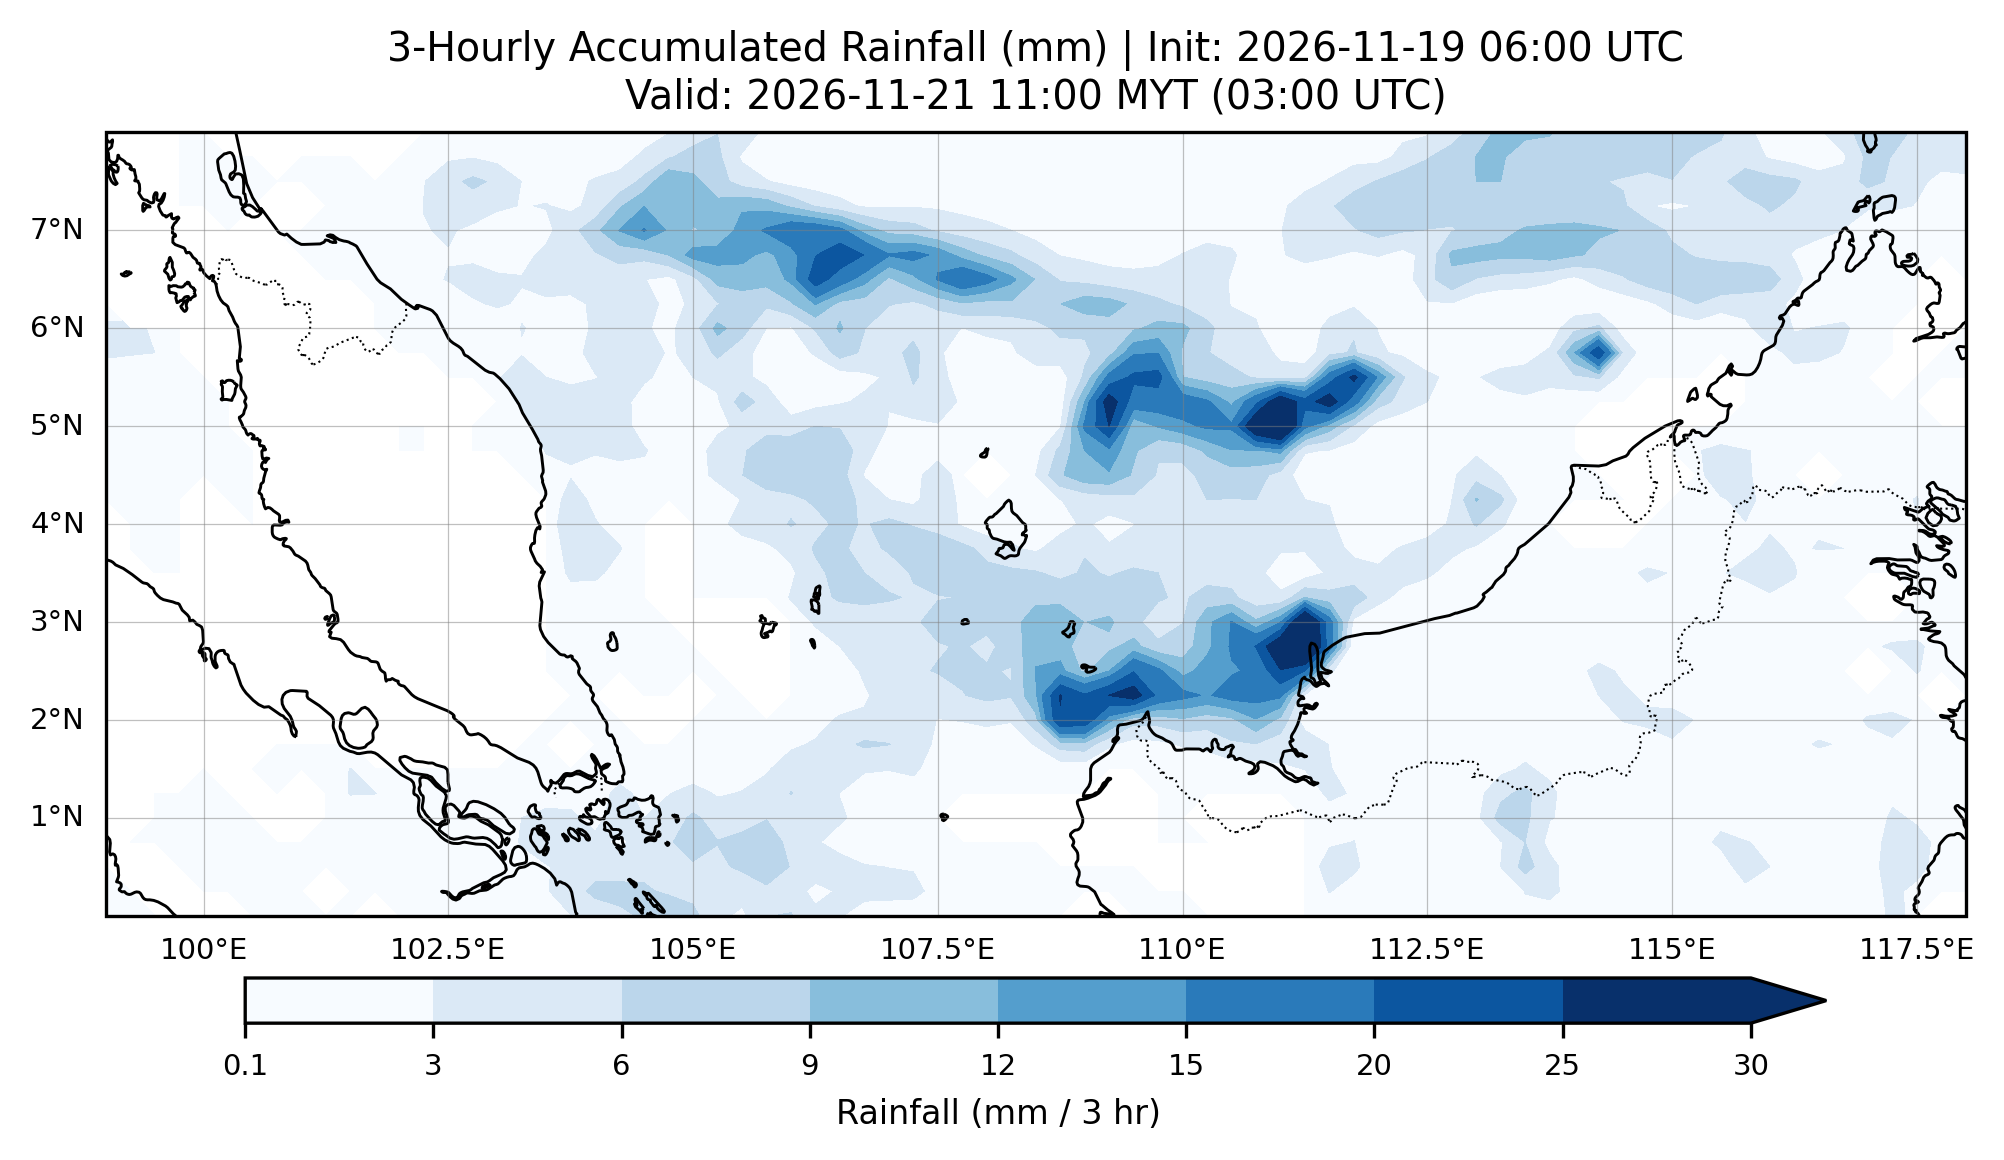 3-Hourly Accumulated Rainfall (mm) | Init: 2026-11-19 06:00 UTC
Valid: 2026-11-21 11:00 MYT (03:00 UTC)
7°N
6°N
5°N
4°N
3°N
2°N
1°N
100°E 102.5°E 105°E 107.5°E 110°E 112.5°E 115°E 117.5°E
0.1 3 6 9 12 15 20 25 30
Rainfall (mm / 3 hr)